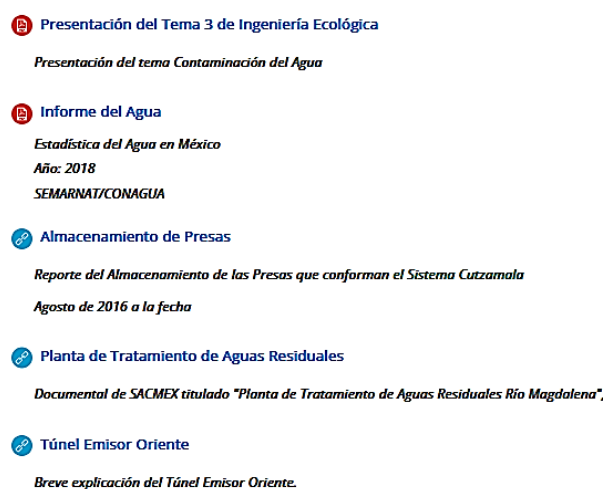 Presentación del Tema 3 de Ingeniería Ecológica
Presentación del tema Contaminación del Agua
Informe del Agua
Estadística del Agua en México
Año: 2018
SEMARNAT/CONAGUA
Almacenamiento de Presas
Reporte del Almacenamiento de las Presas que conforman el Sistema Cutzamala
Agosto de 2016 a la fecha
Planta de Tratamiento de Aguas Residuales
Documental de SACMEX titulado "Planta de Tratamiento de Aguas Residuales Río Magdalena",
Túnel Emisor Oriente
Breve explicación del Túnel Emisor Oriente.